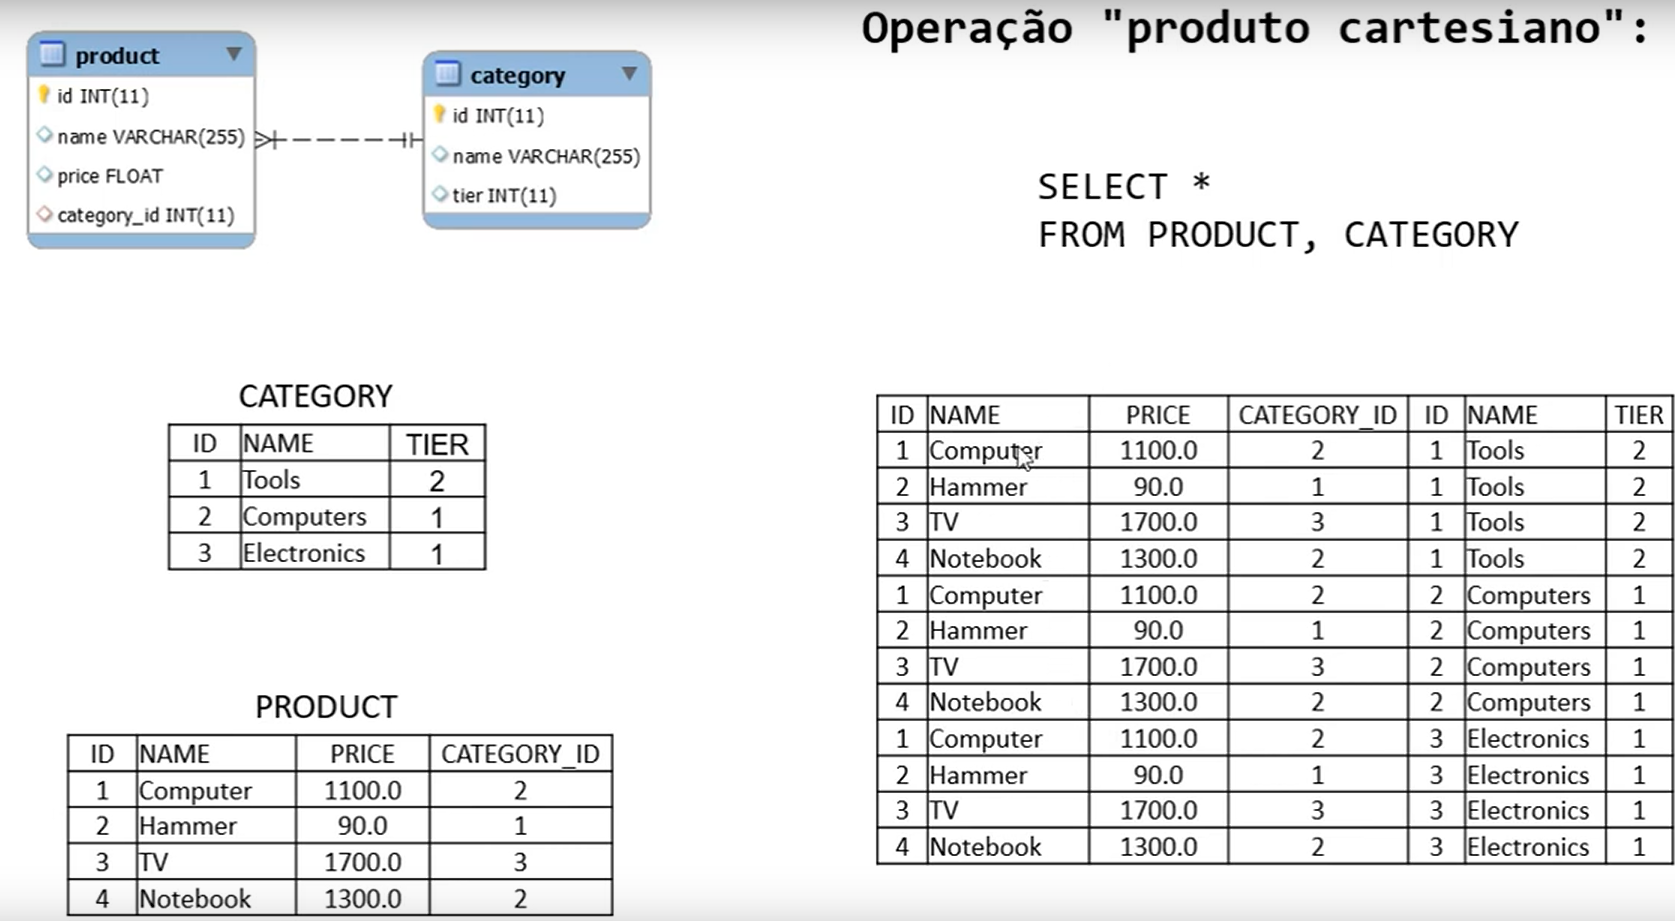 product
id INT(11)
name VARCHAR(255)
price FLOAT
category_id INT(11)
category
id INT(11)
name VARCHAR(255)
tier INT(11)
Operação "produto cartesiano":
SELECT *
FROM PRODUCT, CATEGORY
CATEGORY
ID NAME TIER
1 Tools 2
2 Computers 1
3 Electronics 1
PRODUCT
ID NAME PRICE CATEGORY_ID
1 Computer 1100.0 2
2 Hammer 90.0 1
3 TV 1700.0 3
4 Notebook 1300.0 2
ID NAME PRICE CATEGORY_ID ID NAME TIER
1 Computer 1100.0 2 1 Tools 2
2 Hammer 90.0 1 1 Tools 2
3 TV 1700.0 3 1 Tools 2
4 Notebook 1300.0 2 1 Tools 2
1 Computer 1100.0 2 2 Computers 1
2 Hammer 90.0 1 2 Computers 1
3 TV 1700.0 3 2 Computers 1
4 Notebook 1300.0 2 2 Computers 1
1 Computer 1100.0 2 3 Electronics 1
2 Hammer 90.0 1 3 Electronics 1
3 TV 1700.0 3 3 Electronics 1
4 Notebook 1300.0 2 3 Electronics 1